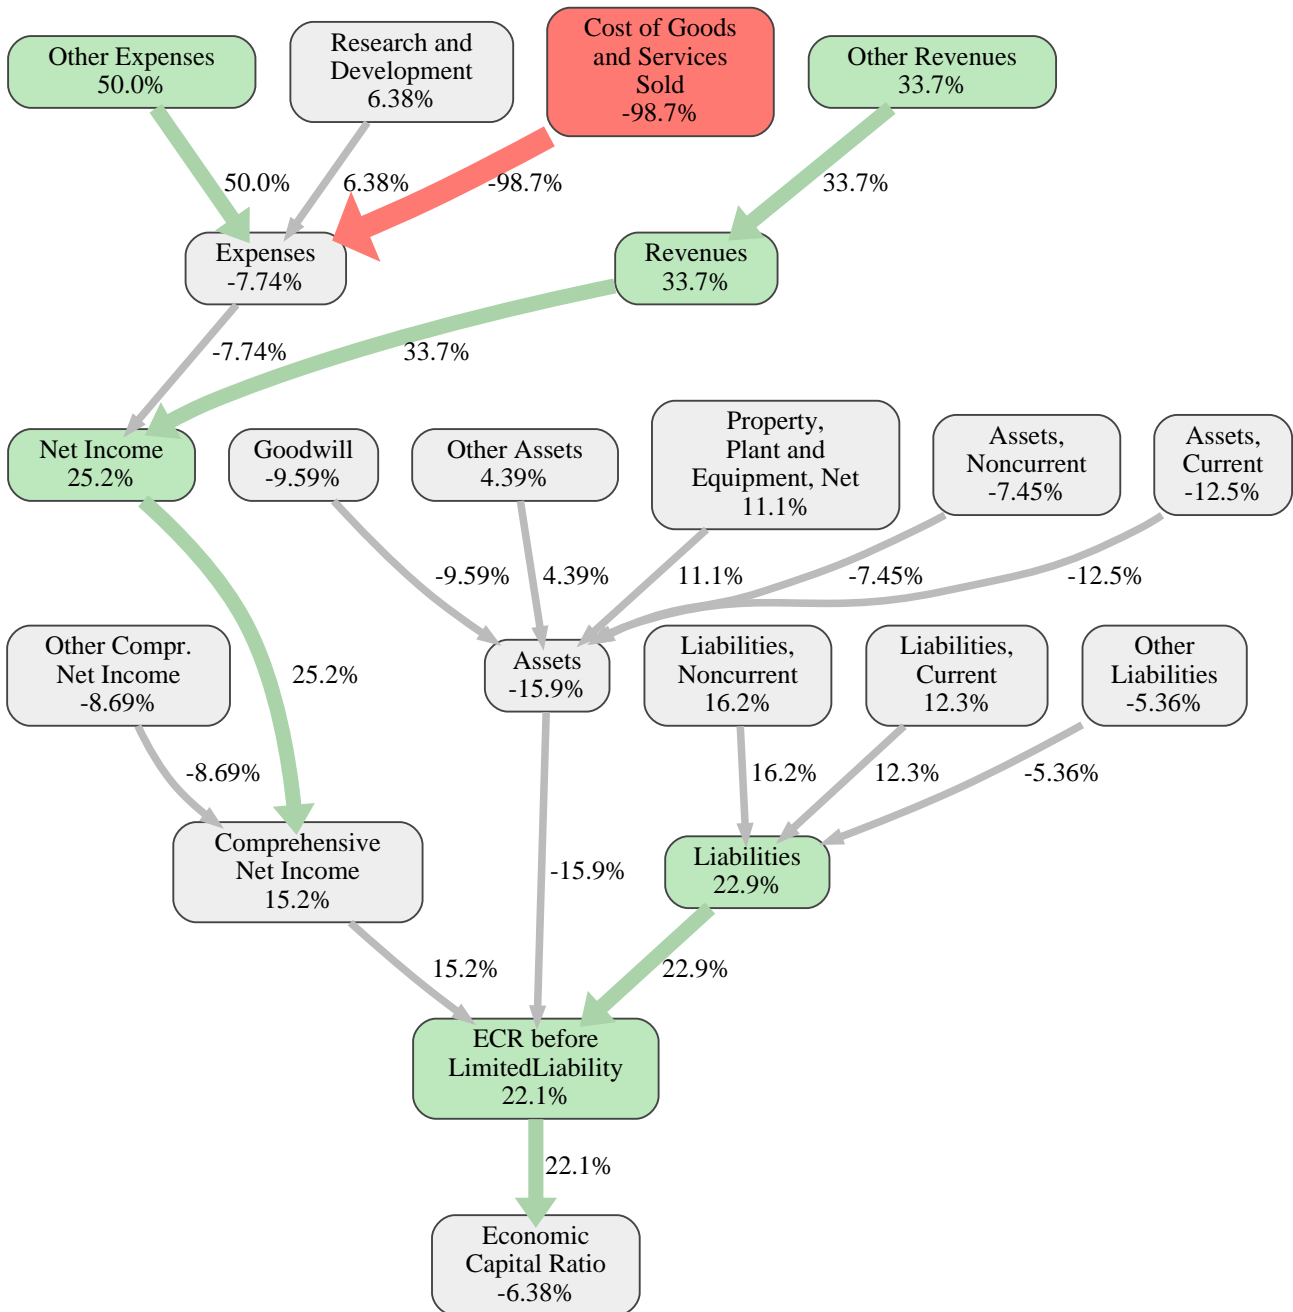 Other Expenses
50.0%
Research and
Development
6.38%
Cost of Goods
and Services
Sold
-98.7%
Other Revenues
33.7%
50.0%
6.38%
-98.7%
33.7%
Expenses
-7.74%
Revenues
33.7%
-7.74%
33.7%
Net Income
25.2%
Goodwill
-9.59%
Other Assets
4.39%
Property,
Plant and
Equipment, Net
11.1%
Assets,
Noncurrent
-7.45%
Assets,
Current
-12.5%
-9.59%
4.39%
11.1%
-7.45%
-12.5%
Other Compr.
Net Income
-8.69%
25.2%
Assets
-15.9%
Liabilities,
Noncurrent
16.2%
Liabilities,
Current
12.3%
Other
Liabilities
-5.36%
-8.69%
16.2%
12.3%
-5.36%
Comprehensive
Net Income
15.2%
-15.9%
Liabilities
22.9%
15.2%
22.9%
ECR before
LimitedLiability
22.1%
22.1%
Economic
Capital Ratio
-6.38%